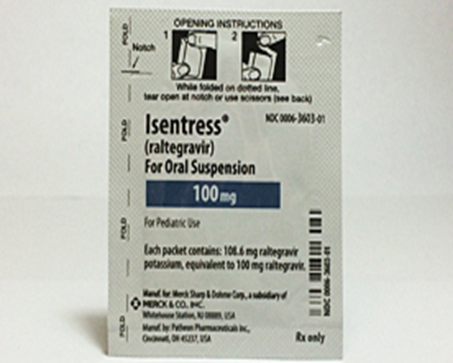 OPENING INSTRUCTIONS
1 2
Notch
While folded on dotted line,
tear open at notch or use scissors (see back)
FOLD
FOLD
FOLD
FOLD
NDC 0006-3603-01
Isentress®
(raltegravir)
For Oral Suspension
100 mg
For Pediatric Use
Each packet contains: 108.6 mg raltegravir
potassium, equivalent to 100 mg raltegravir.
Manuf. for: Merck Sharp & Dohme Corp., a subsidiary of
MERCK & CO., INC.
Whitehouse Station, NJ 08889, USA
Manuf. by: Patheon Pharmaceuticals Inc.,
Cincinnati, OH 45237, USA
Rx only
NDC 0006-3603-01